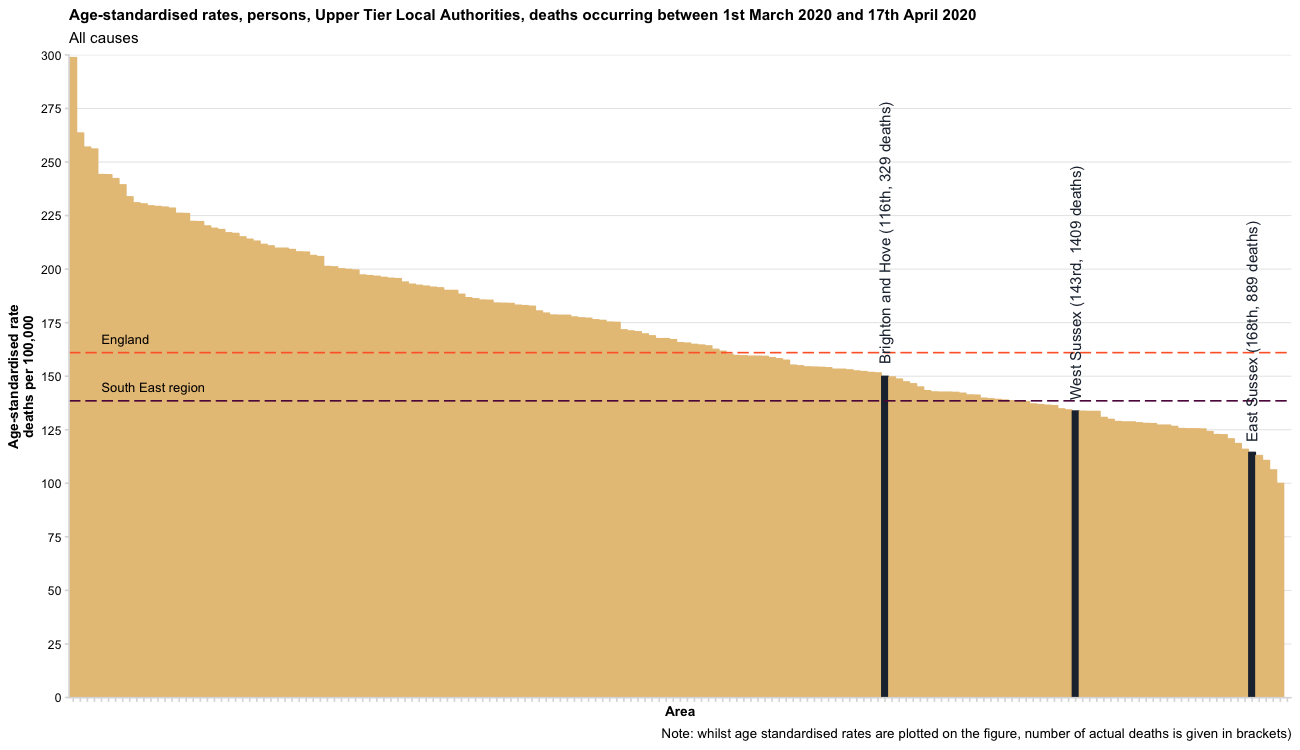 Age-standardised rates, persons, Upper Tier Local Authorities, deaths occurring between 1st March 2020 and 17th April 2020
All causes
Age-standardised rate
deaths per 100,000
300
275
250
225
200
175
150
125
100
75
50
25
0
England
South East region
Brighton and Hove (116th, 329 deaths)
West Sussex (143rd, 1409 deaths)
East Sussex (168th, 889 deaths)
Area
Note: whilst age standardised rates are plotted on the figure, number of actual deaths is given in brackets)